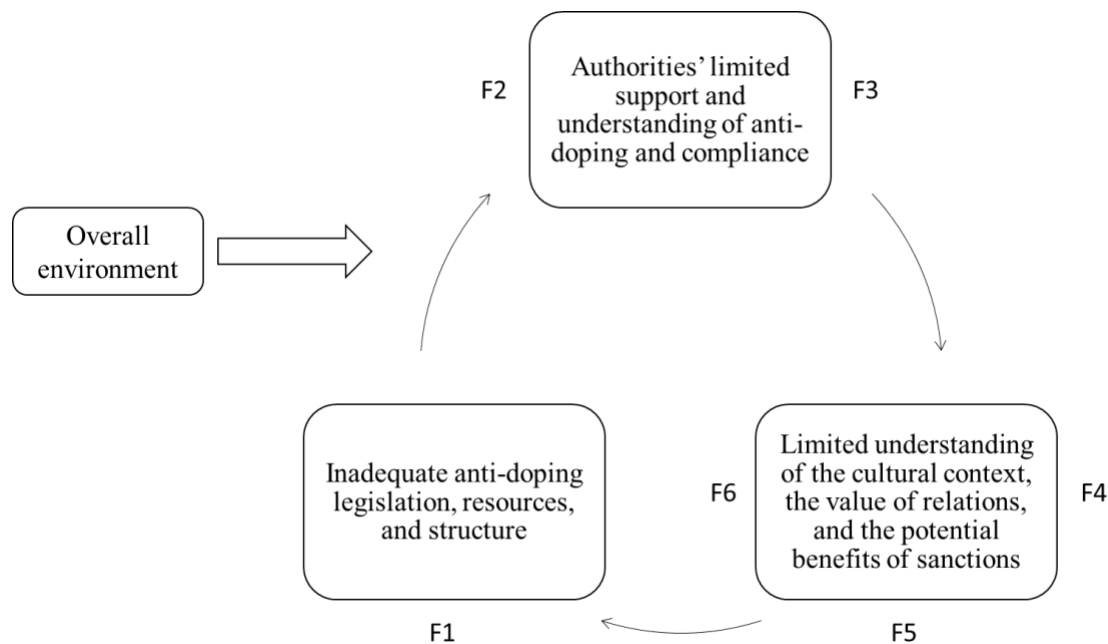 F2
Authorities’ limited
support and
understanding of anti-
doping and compliance
F3
Overall
environment
Inadequate anti-doping
legislation, resources,
and structure
F1
F6
Limited understanding
of the cultural context,
the value of relations,
and the potential
benefits of sanctions
F4
F5